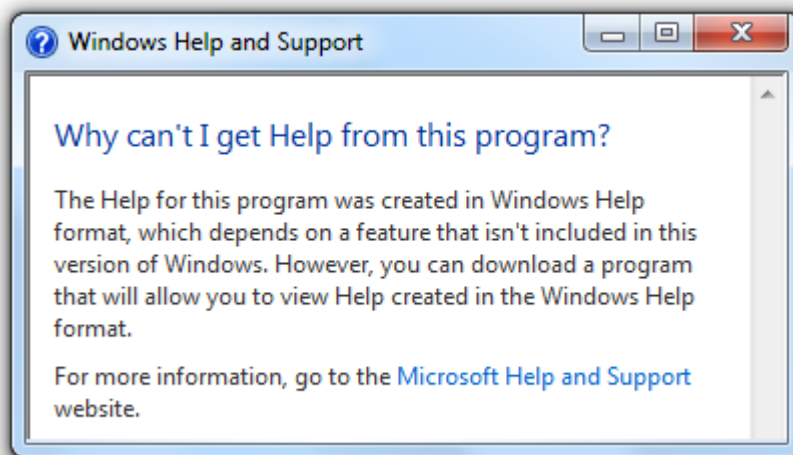 Windows Help and Support
Why can't I get Help from this program?
The Help for this program was created in Windows Help
format, which depends on a feature that isn't included in this
version of Windows. However, you can download a program
that will allow you to view Help created in the Windows Help
format.
For more information, go to the Microsoft Help and Support
website.